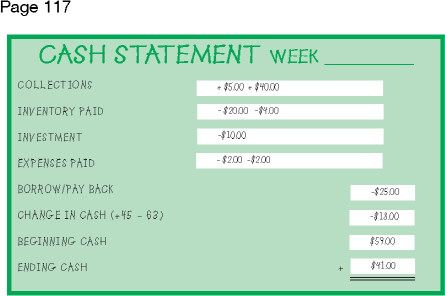 Page 117
CASH STATEMENT WEEK
COLLECTIONS + $5.00 + $40.00
INVENTORY PAID -$20.00 -$4.00
INVESTMENT -$10.00
EXPENSES PAID -$2.00 -$2.00
BORROW/PAY BACK -$25.00
CHANGE IN CASH (+45 - 63) -$18.00
BEGINNING CASH $59.00
ENDING CASH + $41.00